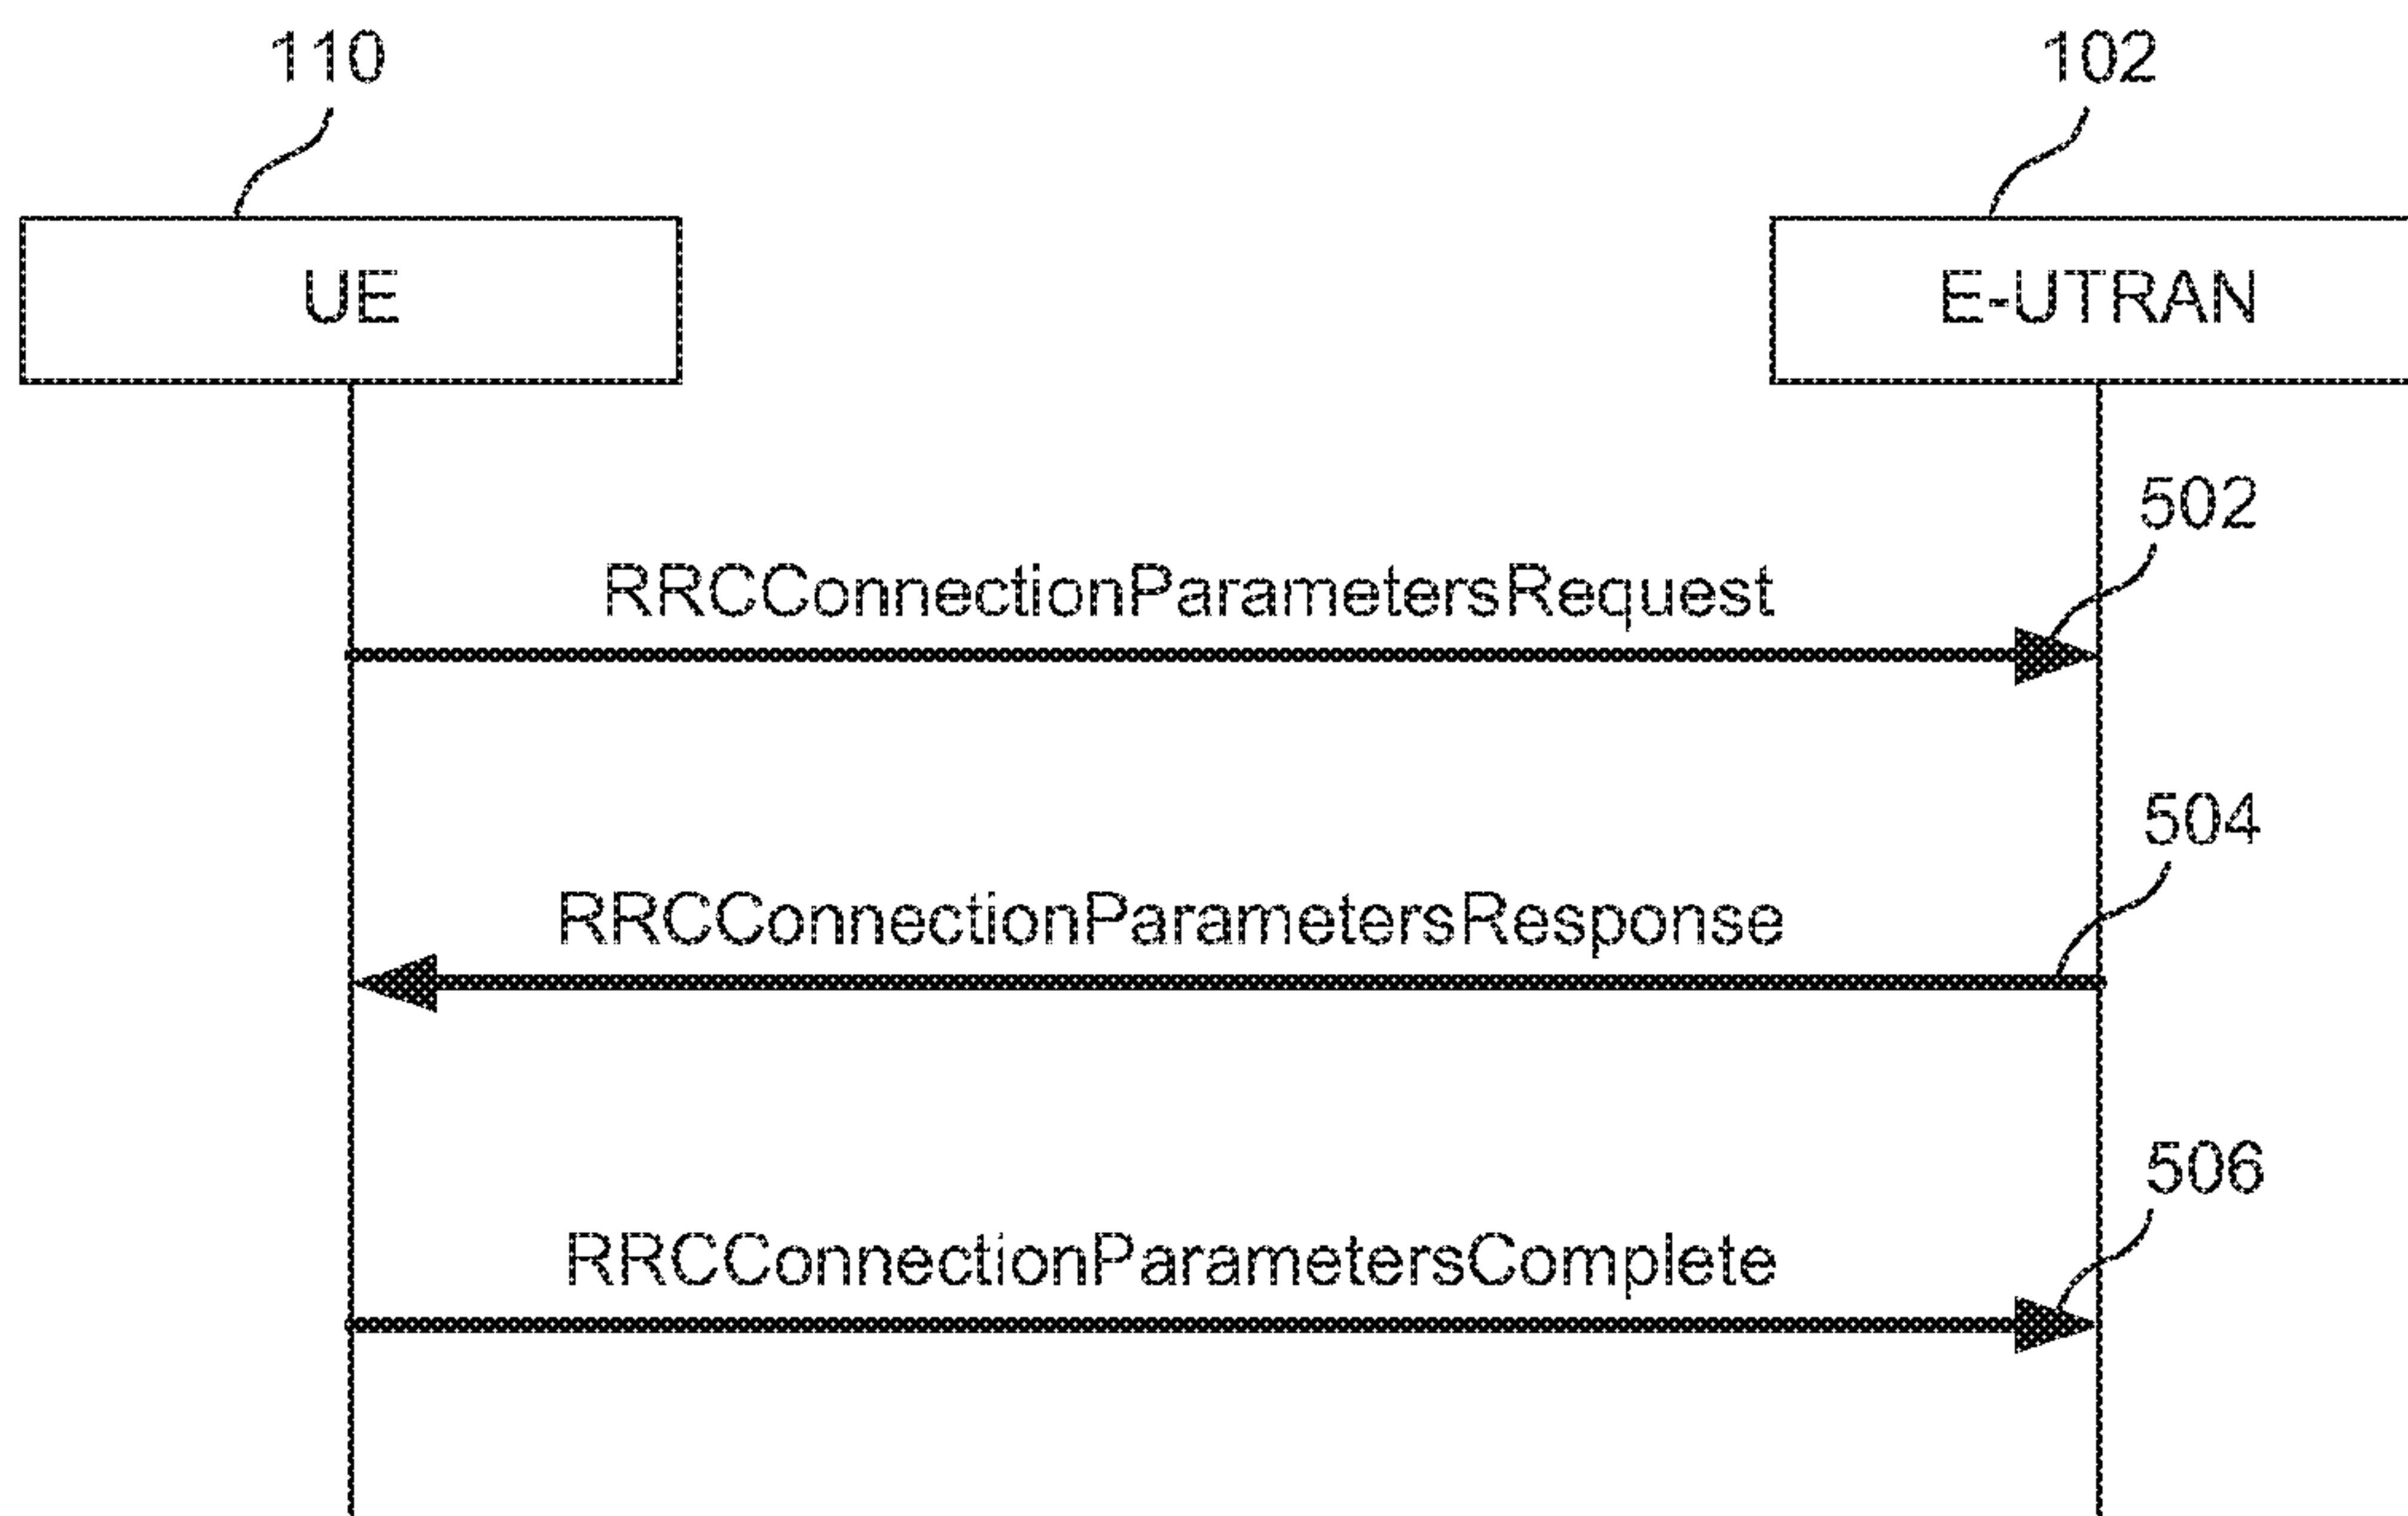 110
102
UE
E-UTRAN
502
RRCConnectionParametersRequest
504
RRCConnectionParametersResponse
506
RRCConnectionParametersComplete